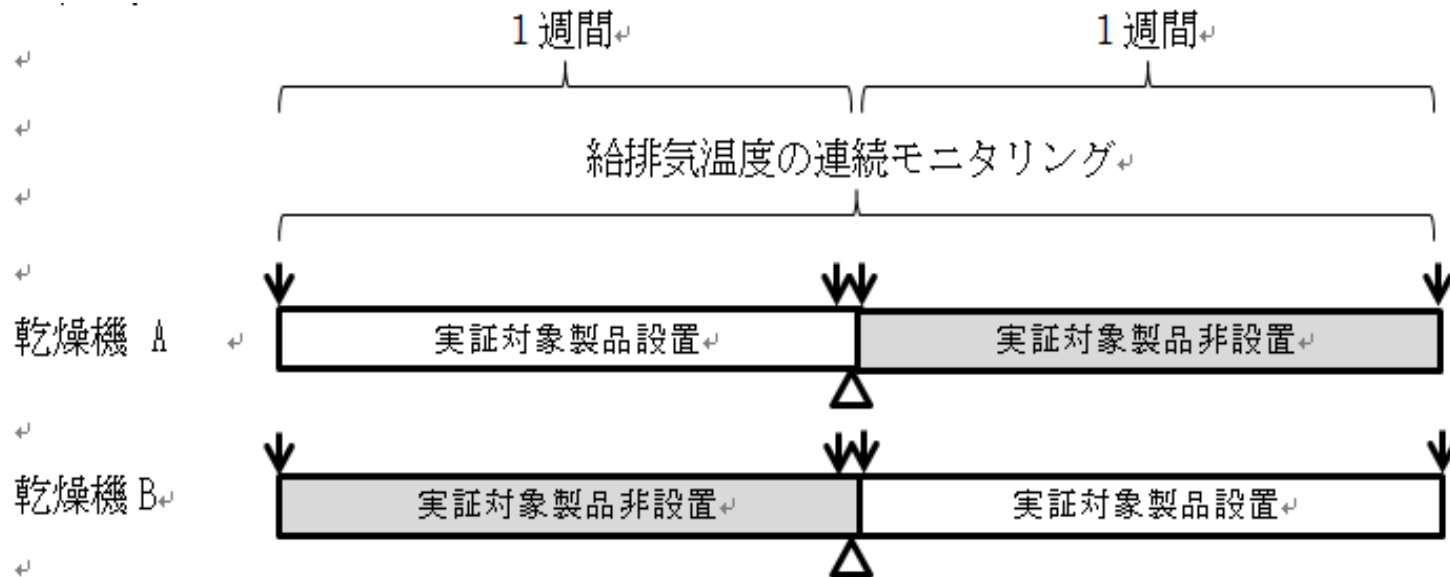 1週間 1週間
給排気温度の連続モニタリング
乾燥機 A 実証対象製品設置 実証対象製品非設置
乾燥機 B 実証対象製品非設置 実証対象製品設置